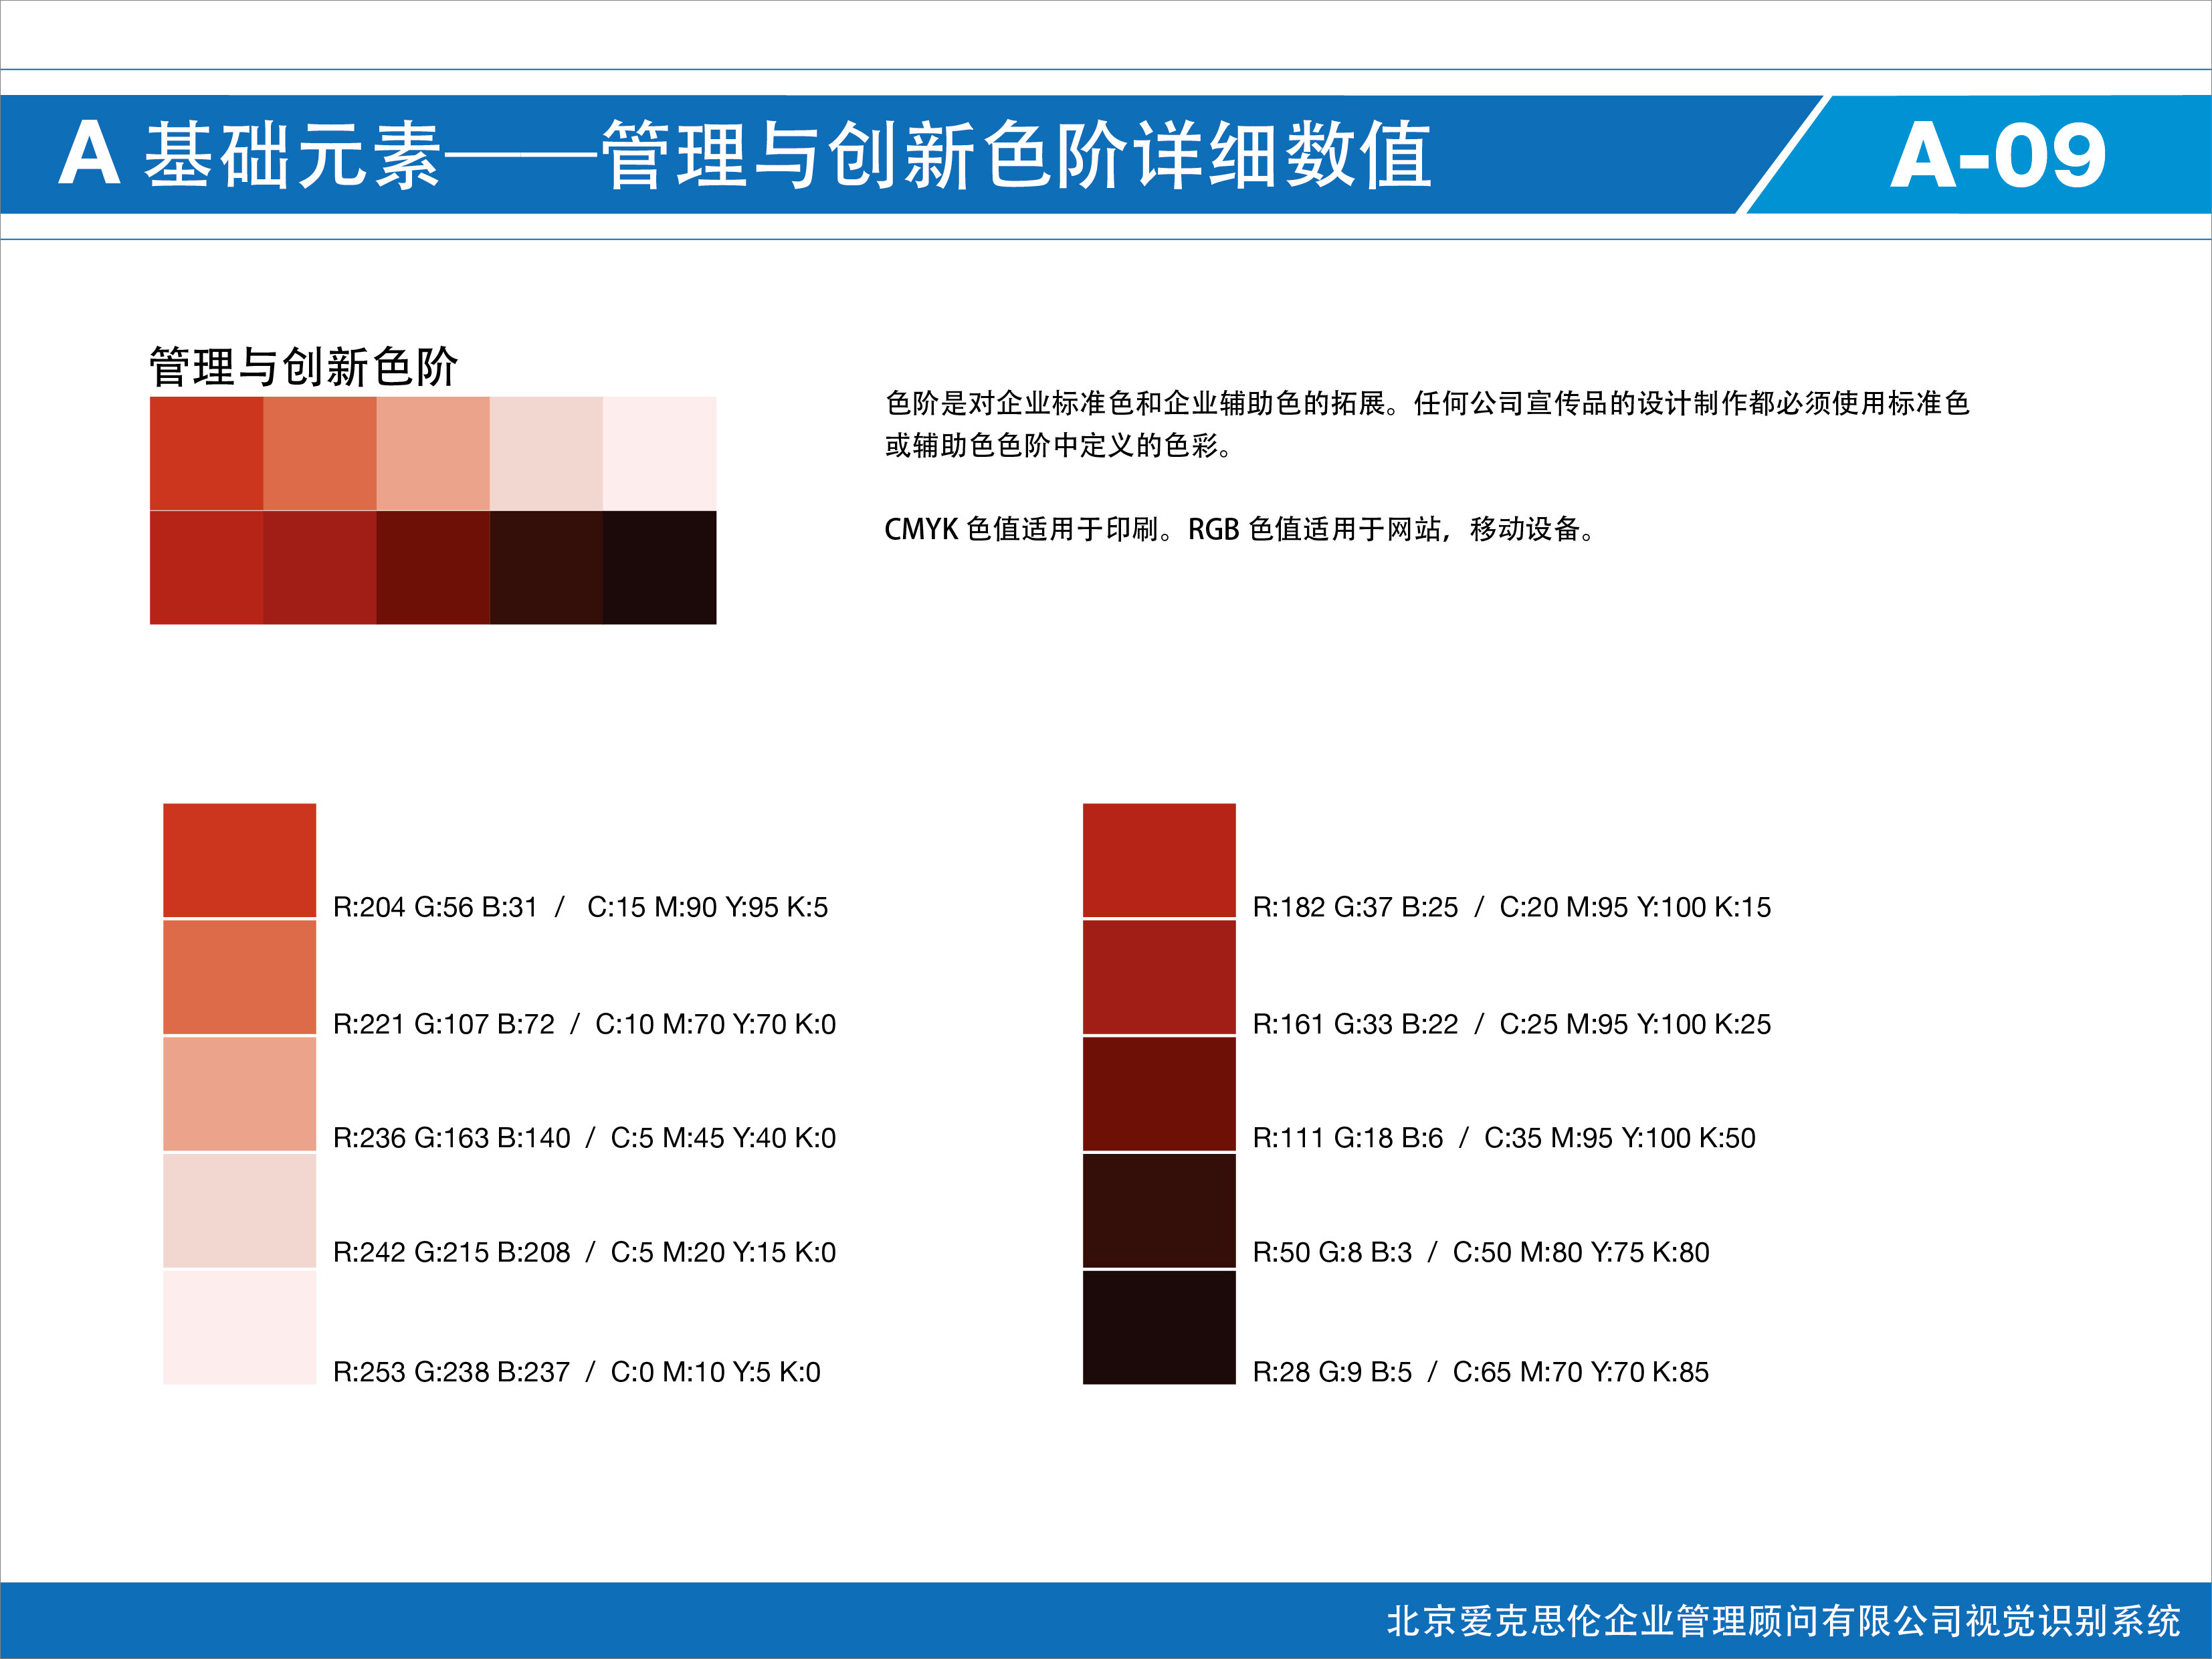 A 基础元素——管理与创新色阶详细数值
A-09
管理与创新色阶
色阶是对企业标准色和企业辅助色的拓展。任何公司宣传品的设计制作都必须使用标准色
或辅助色色阶中定义的色彩。
CMYK 色值适用于印刷。RGB 色值适用于网站，移动设备。
R:204 G:56 B:31 / C:15 M:90 Y:95 K:5
R:221 G:107 B:72 / C:10 M:70 Y:70 K:0
R:236 G:163 B:140 / C:5 M:45 Y:40 K:0
R:242 G:215 B:208 / C:5 M:20 Y:15 K:0
R:253 G:238 B:237 / C:0 M:10 Y:5 K:0
R:182 G:37 B:25 / C:20 M:95 Y:100 K:15
R:161 G:33 B:22 / C:25 M:95 Y:100 K:25
R:111 G:18 B:6 / C:35 M:95 Y:100 K:50
R:50 G:8 B:3 / C:50 M:80 Y:75 K:80
R:28 G:9 B:5 / C:65 M:70 Y:70 K:85
北京爱克思伦企业管理顾问有限公司视觉识别系统